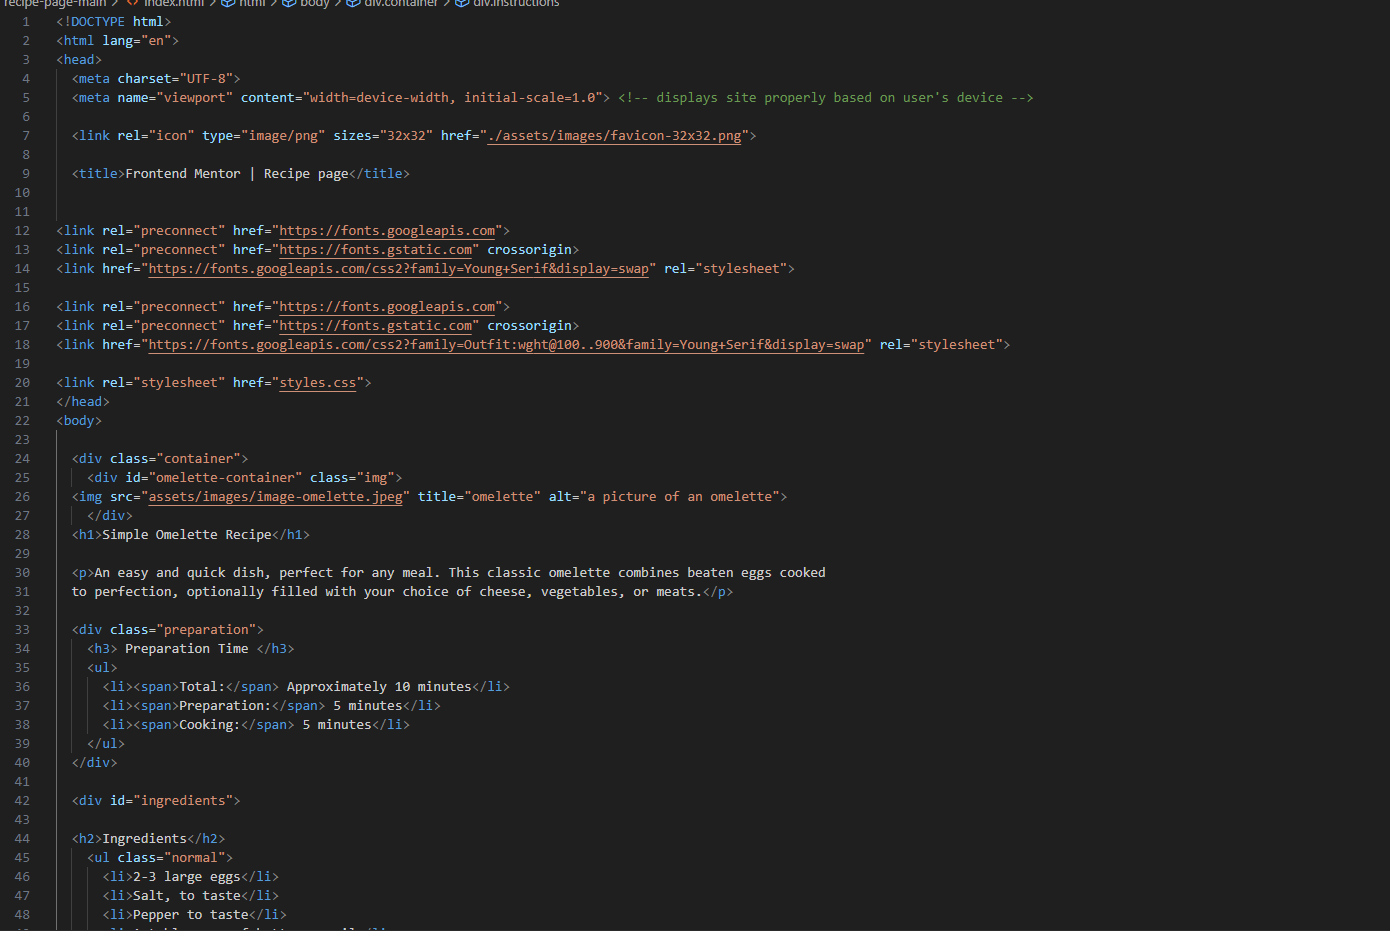 recipe-page-main > <> index.html > html > body > div.container > div.instructions
1 <!DOCTYPE html>
2 <html lang="en">
3 <head>
4 <meta charset="UTF-8">
5 <meta name="viewport" content="width=device-width, initial-scale=1.0"> <!-- displays site properly based on user's device -->
6
7 <link rel="icon" type="image/png" sizes="32x32" href="./assets/images/favicon-32x32.png">
8
9 <title>Frontend Mentor | Recipe page</title>
10
11
12 <link rel="preconnect" href="https://fonts.googleapis.com">
13 <link rel="preconnect" href="https://fonts.gstatic.com" crossorigin>
14 <link href="https://fonts.googleapis.com/css2?family=Young+Serif&display=swap" rel="stylesheet">
15
16 <link rel="preconnect" href="https://fonts.googleapis.com">
17 <link rel="preconnect" href="https://fonts.gstatic.com" crossorigin>
18 <link href="https://fonts.googleapis.com/css2?family=Outfit:wght@100..900&family=Young+Serif&display=swap" rel="stylesheet">
19
20 <link rel="stylesheet" href="styles.css">
21 </head>
22 <body>
23
24 <div class="container">
25 <div id="omelette-container" class="img">
26 <img src="assets/images/image-omelette.jpeg" title="omelette" alt="a picture of an omelette">
27 </div>
28 <h1>Simple Omelette Recipe</h1>
29
30 <p>An easy and quick dish, perfect for any meal. This classic omelette combines beaten eggs cooked
31 to perfection, optionally filled with your choice of cheese, vegetables, or meats.</p>
32
33 <div class="preparation">
34 <h3> Preparation Time </h3>
35 <ul>
36 <li><span>Total:</span> Approximately 10 minutes</li>
37 <li><span>Preparation:</span> 5 minutes</li>
38 <li><span>Cooking:</span> 5 minutes</li>
39 </ul>
40 </div>
41
42 <div id="ingredients">
43
44 <h2>Ingredients</h2>
45 <ul class="normal">
46 <li>2-3 large eggs</li>
47 <li>Salt, to taste</li>
48 <li>Pepper to taste</li>